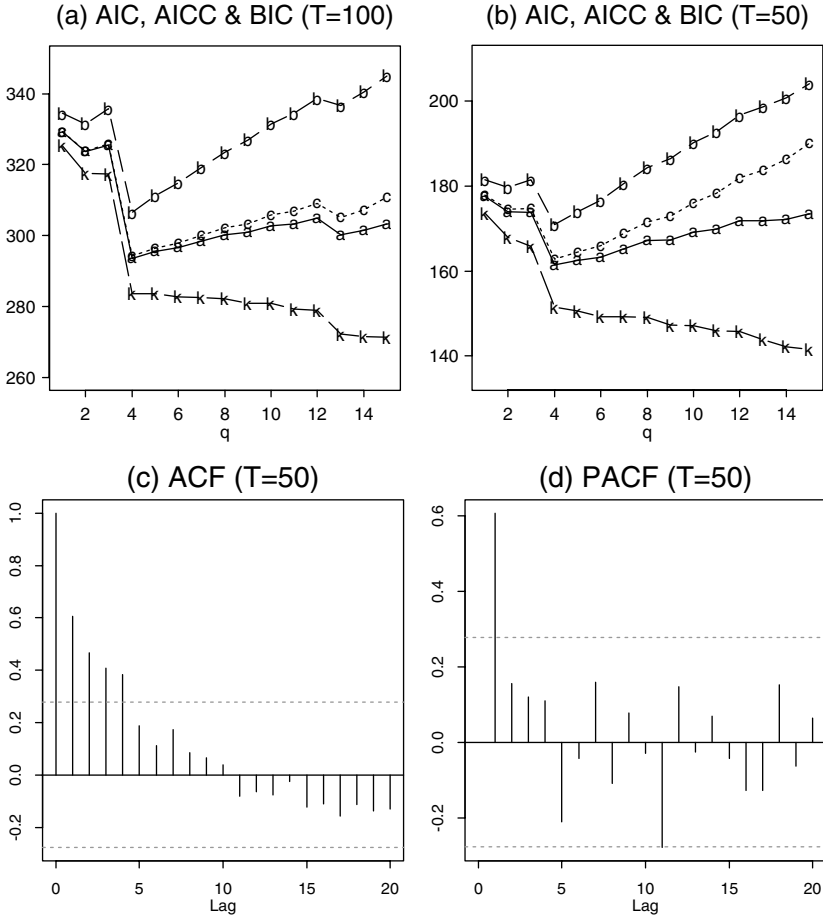 (a) AIC, AICC & BIC (T=100)
340
320
300
280
260
b b b b b b b b b b b b b b b
c c c c c c c c c c c c c c c
a a a a a a a a a a a a a a a
k k k k k k k k k k k k k k k
2 4 6 8 10 12 14
q
(b) AIC, AICC & BIC (T=50)
200
180
160
140
b b b b b b b b b b b b b b b
c c c c c c c c c c c c c c c
a a a a a a a a a a a a a a a
k k k k k k k k k k k k k k k
2 4 6 8 10 12 14
q
(c) ACF (T=50)
1.0
0.8
0.6
0.4
0.2
0.0
-0.2
0 5 10 15 20
Lag
(d) PACF (T=50)
0.6
0.4
0.2
0.0
-0.2
0 5 10 15 20
Lag